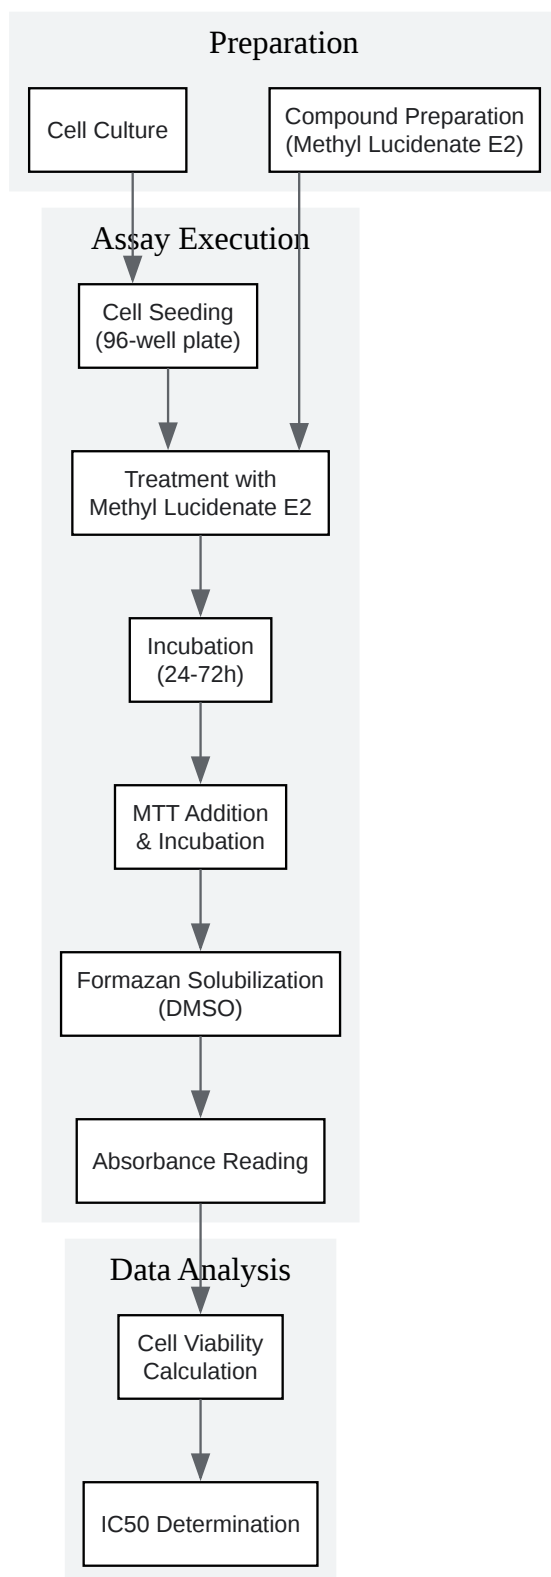 Preparation
Cell Culture
Compound Preparation
(Methyl Lucidenate E2)
Assay Execution
Cell Seeding
(96-well plate)
Treatment with
Methyl Lucidenate E2
Incubation
(24-72h)
MTT Addition
& Incubation
Formazan Solubilization
(DMSO)
Absorbance Reading
Data Analysis
Cell Viability
Calculation
IC50 Determination